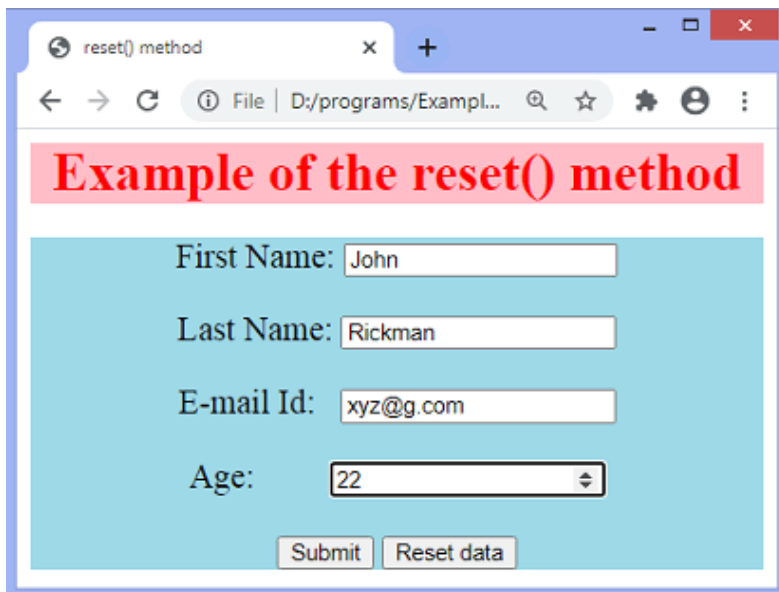 reset() method
File | D:/programs/Exampl...
Example of the reset() method
First Name: John
Last Name: Rickman
E-mail Id: xyz@g.com
Age: 22
Submit Reset data